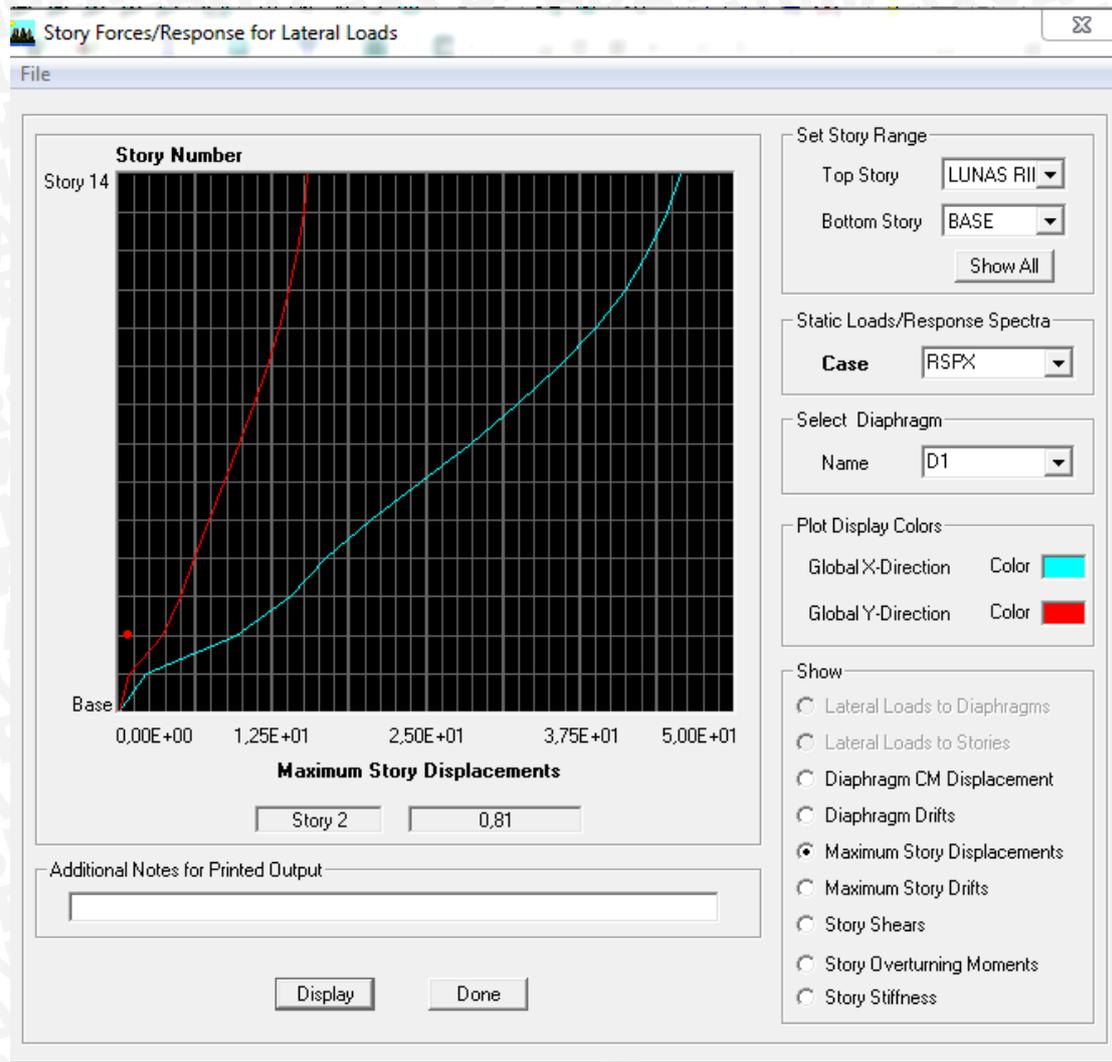 Story Forces/Response for Lateral Loads
File
Story Number
Story 14
Base
0,00E+00 1,25E+01 2,50E+01 3,75E+01 5,00E+01
Maximum Story Displacements
Story 2 0,81
Additional Notes for Printed Output
Display Done
Set Story Range
Top Story LUNAS RII
Bottom Story BASE
Show All
Static Loads/Response Spectra
Case RSPX
Select Diaphragm
Name D1
Plot Display Colors
Global X-Direction Color
Global Y-Direction Color
Show
Lateral Loads to Diaphragms
Lateral Loads to Stories
Diaphragm CM Displacement
Diaphragm Drifts
Maximum Story Displacements
Maximum Story Drifts
Story Shears
Story Overturning Moments
Story Stiffness